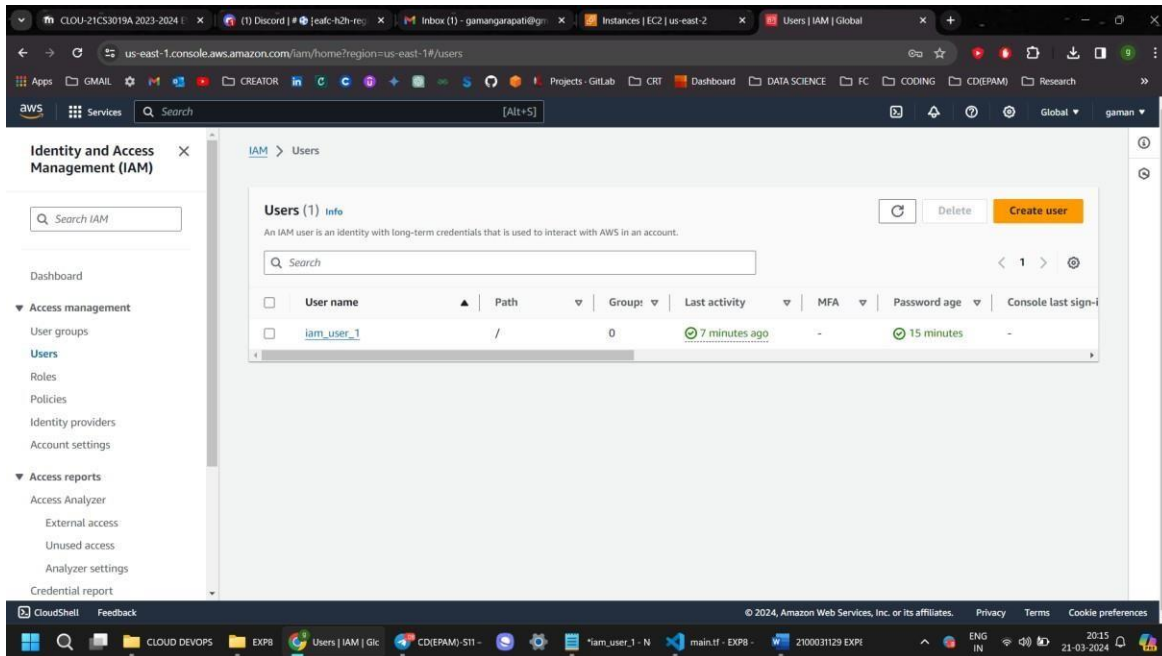 CLOU-21CS3019A 2023-2024 E
(1) Discord | # jeafc-h2h-reg
Inbox (1) - gamangarapati@gm
Instances | EC2 | us-east-2
Users | IAM | Global
us-east-1.console.aws.amazon.com/iam/home?region=us-east-1#/users
Apps GMAIL CREATOR Projects · GitLab CRT Dashboard DATA SCIENCE FC CODING CD(EPAM) Research »
aws Services Search [Alt+S] Global gaman
Identity and Access Management (IAM)
Search IAM
Dashboard
Access management
User groups
Users
Roles
Policies
Identity providers
Account settings
Access reports
Access Analyzer
External access
Unused access
Analyzer settings
Credential report
IAM > Users
Users (1) Info
Delete
Create user
An IAM user is an identity with long-term credentials that is used to interact with AWS in an account.
Search
1
User name Path Group: Last activity MFA Password age Console last sign-i
iam_user_1 / 0 7 minutes ago - 15 minutes -
CloudShell Feedback © 2024, Amazon Web Services, Inc. or its affiliates. Privacy Terms Cookie preferences
CLOUD DEVOPS EXP8 Users | IAM | Glc CD(EPAM)-S11 - *iam_user_1 - N main.tf - EXP8 - 2100031129 EXP8 ENG IN 20:15 21-03-2024